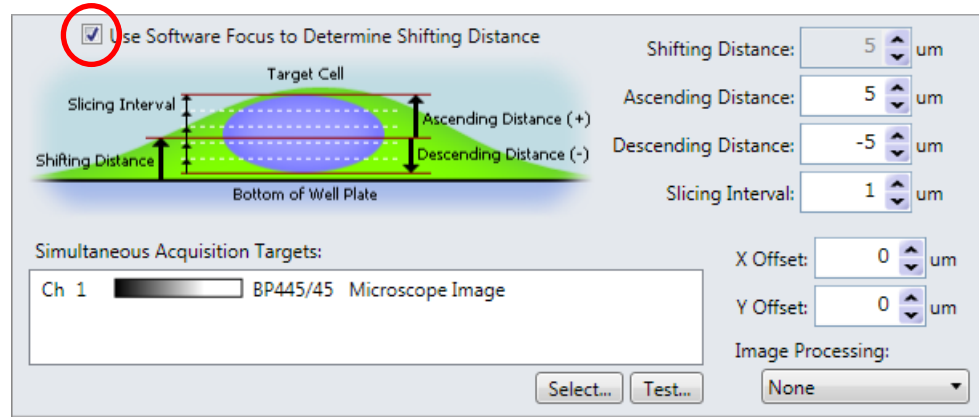 Use Software Focus to Determine Shifting Distance
Target Cell
Slicing Interval
Ascending Distance (+)
Shifting Distance
Descending Distance (-)
Bottom of Well Plate
Shifting Distance: 5 um
Ascending Distance: 5 um
Descending Distance: -5 um
Slicing Interval: 1 um
Simultaneous Acquisition Targets:
Ch 1 BP445/45 Microscope Image
X Offset: 0 um
Y Offset: 0 um
Image Processing:
Select... Test... None